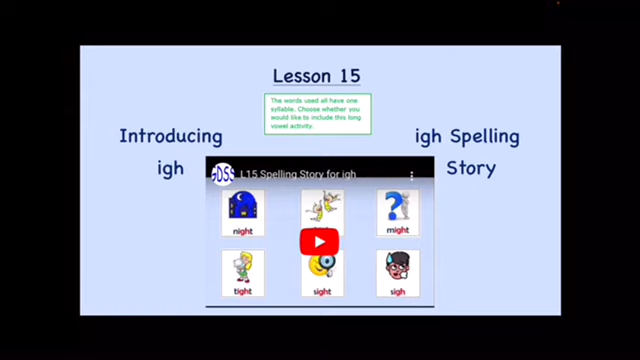 Lesson 15
The words used all have one
syllable. Choose whether you
would like to include this long
vowel activity.
Introducing
igh
igh Spelling
Story
GDSS
L15 Spelling Story for igh
night
might
tight
sight
sigh